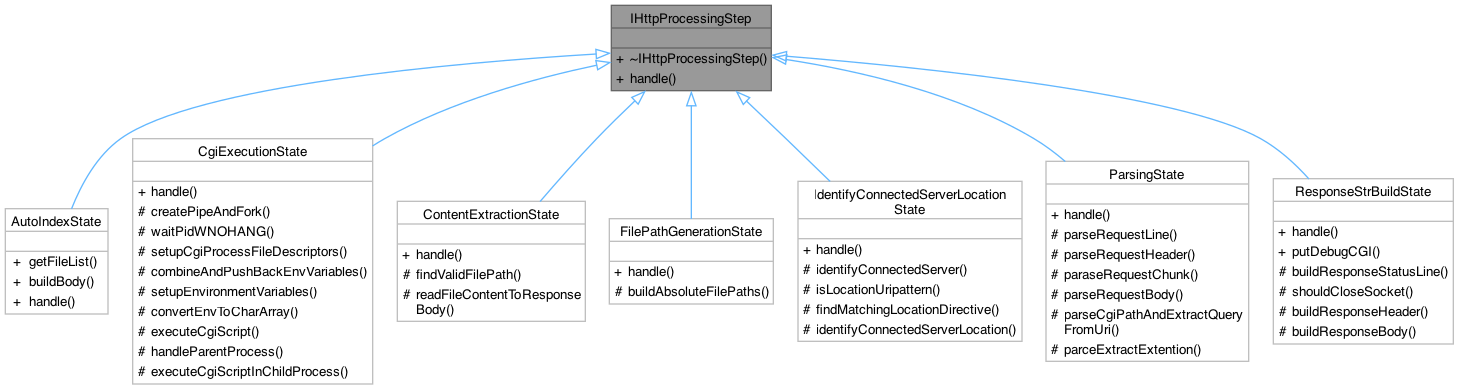 IHttpProcessingStep
+ ~IHttpProcessingStep()
+ handle()
AutoIndexState
+ getFileList()
+ buildBody()
+ handle()
CgiExecutionState
+ handle()
# createPipeAndFork()
# waitPidWNOHANG()
# setupCgiProcessFileDescriptors()
# combineAndPushBackEnvVariables()
# setupEnvironmentVariables()
# convertEnvToCharArray()
# executeCgiScript()
# handleParentProcess()
# executeCgiScriptInChildProcess()
ContentExtractionState
+ handle()
# findValidFilePath()
# readFileContentToResponse
Body()
FilePathGenerationState
+ handle()
# buildAbsoluteFilePaths()
IdentifyConnectedServerLocation
State
+ handle()
# identifyConnectedServer()
# isLocationUripattern()
# findMatchingLocationDirective()
# identifyConnectedServerLocation()
ParsingState
+ handle()
# parseRequestLine()
# parseRequestHeader()
# paraseRequestChunk()
# parseRequestBody()
# parseCgiPathAndExtractQuery
FromUri()
# parceExtractExtention()
ResponseStrBuildState
+ handle()
+ putDebugCGI()
# buildResponseStatusLine()
# shouldCloseSocket()
# buildResponseHeader()
# buildResponseBody()